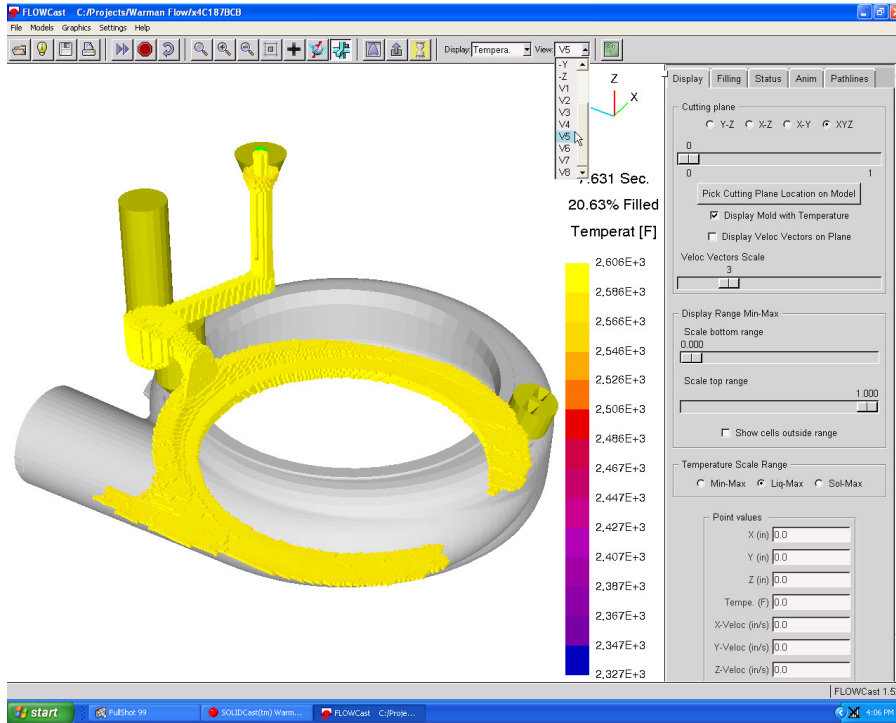 FLOWCast C:/Projects/Warman Flow/x4C187BCB
File Models Graphics Settings Help
Display: Tempera. View: V5
-Y
-Z
V1
V2
V3
V4
V5
V6
V7
V8
Z
X
7.631 Sec.
20.63% Filled
Temperat [F]
2,606E+3
2,586E+3
2,566E+3
2,546E+3
2,526E+3
2,506E+3
2,486E+3
2,467E+3
2,447E+3
2,427E+3
2,407E+3
2,387E+3
2,367E+3
2,347E+3
2,327E+3
Display Filling Status Anim Pathlines
Cutting plane
Y-Z X-Z X-Y XYZ
0
0 1
Pick Cutting Plane Location on Model
Display Mold with Temperature
Display Veloc Vectors on Plane
Veloc Vectors Scale
3
Display Range Min-Max
Scale bottom range
0.000
Scale top range
1.000
Show cells outside range
Temperature Scale Range
Min-Max Liq-Max Sol-Max
Point values
X (in) 0.0
Y (in) 0.0
Z (in) 0.0
Tempe. (F) 0.0
X-Veloc (in/s) 0.0
Y-Veloc (in/s) 0.0
Z-Veloc (in/s) 0.0
FLOWCast 1.5
start FullShot 99 SOLIDCast(tm) Warm... FLOWCast C:/Proje... 4:06 PM